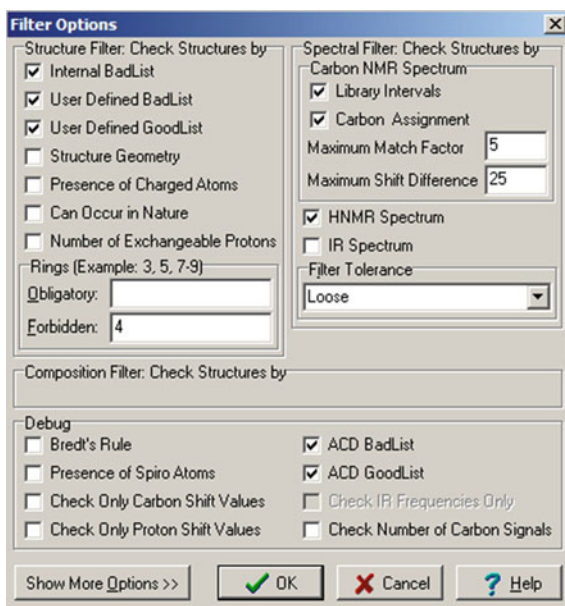 Filter Options
Structure Filter: Check Structures by
Internal BadList
User Defined BadList
User Defined GoodList
Structure Geometry
Presence of Charged Atoms
Can Occur in Nature
Number of Exchangeable Protons
Rings (Example: 3, 5, 7-9)
Obligatory:
Forbidden: 4
Spectral Filter: Check Structures by
Carbon NMR Spectrum
Library Intervals
Carbon Assignment
Maximum Match Factor 5
Maximum Shift Difference 25
HNMR Spectrum
IR Spectrum
Filter Tolerance
Loose
Composition Filter: Check Structures by
Debug
Bredt's Rule
Presence of Spiro Atoms
Check Only Carbon Shift Values
Check Only Proton Shift Values
ACD BadList
ACD GoodList
Check IR Frequencies Only
Check Number of Carbon Signals
Show More Options >>
OK
Cancel
? Help